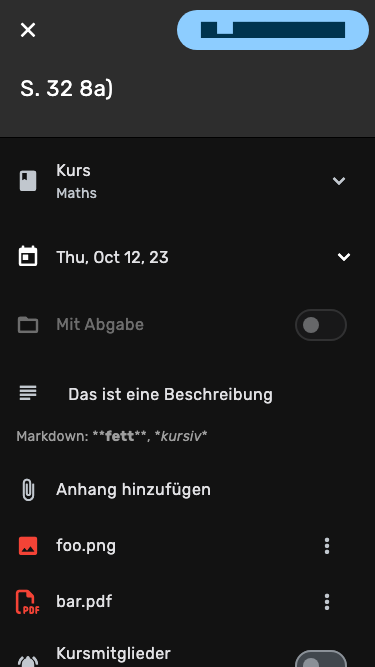 S. 32 8a)
Kurs
Maths
Thu, Oct 12, 23
Mit Abgabe
Das ist eine Beschreibung
Markdown: **fett**, *kursiv*
Anhang hinzufügen
foo.png
PDF bar.pdf
Kursmitglieder